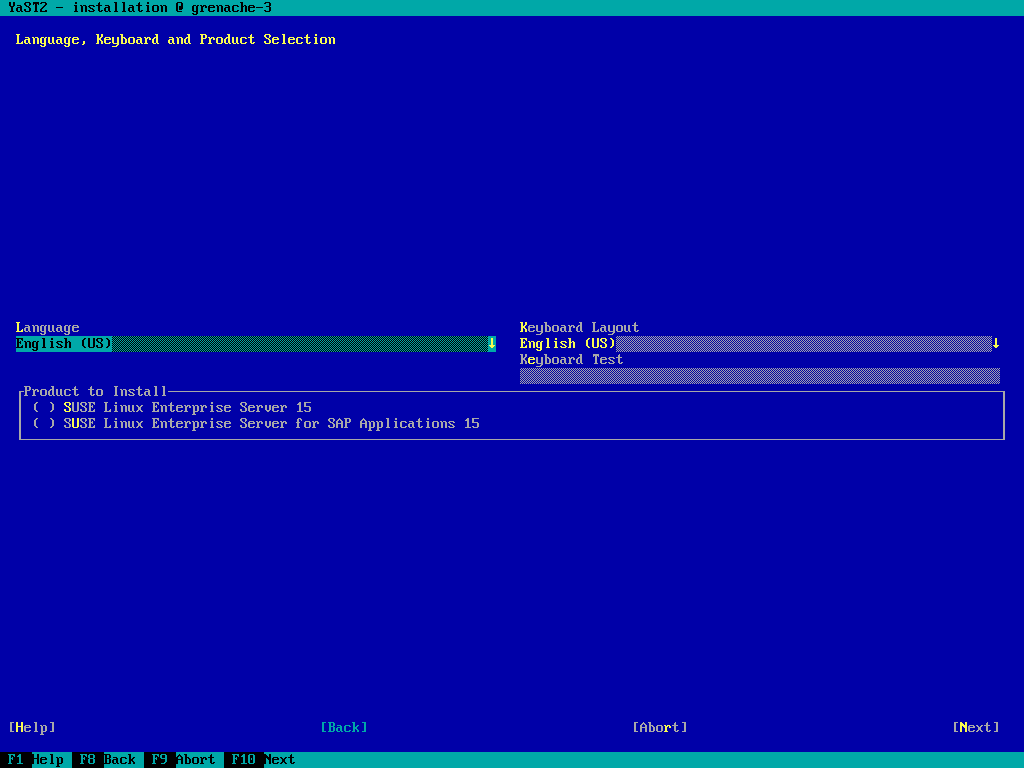 YaST2 - installation @ grenache-3
Language, Keyboard and Product Selection
Language
English (US)↓
Keyboard Layout
English (US)↓
Keyboard Test
Product to Install
( ) SUSE Linux Enterprise Server 15
( ) SUSE Linux Enterprise Server for SAP Applications 15
[Help] [Back] [Abort] [Next]
F1 Help F8 Back F9 Abort F10 Next